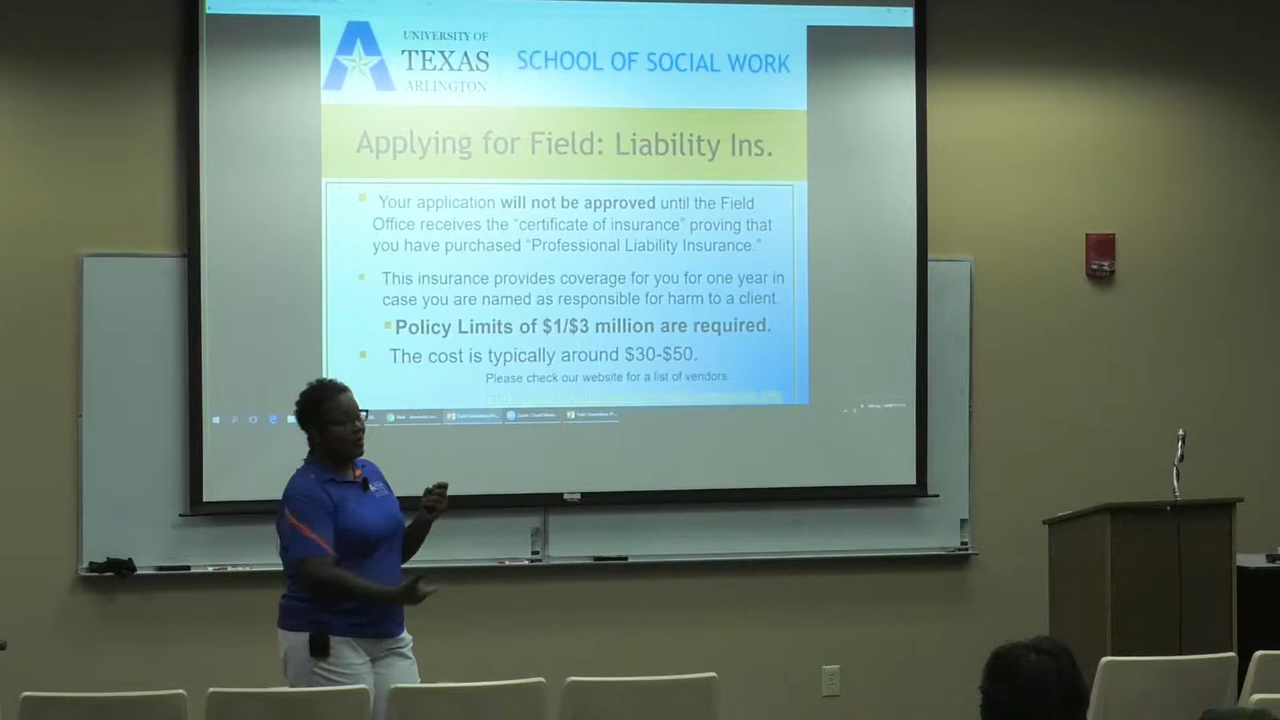 UNIVERSITY OF
TEXAS
ARLINGTON
SCHOOL OF SOCIAL WORK
Applying for Field: Liability Ins.
Your application will not be approved until the Field
Office receives the “certificate of insurance” proving that
you have purchased “Professional Liability Insurance.”
This insurance provides coverage for you for one year in
case you are named as responsible for harm to a client.
Policy Limits of $1/$3 million are required.
The cost is typically around $30-$50.
Please check our website for a list of vendors.